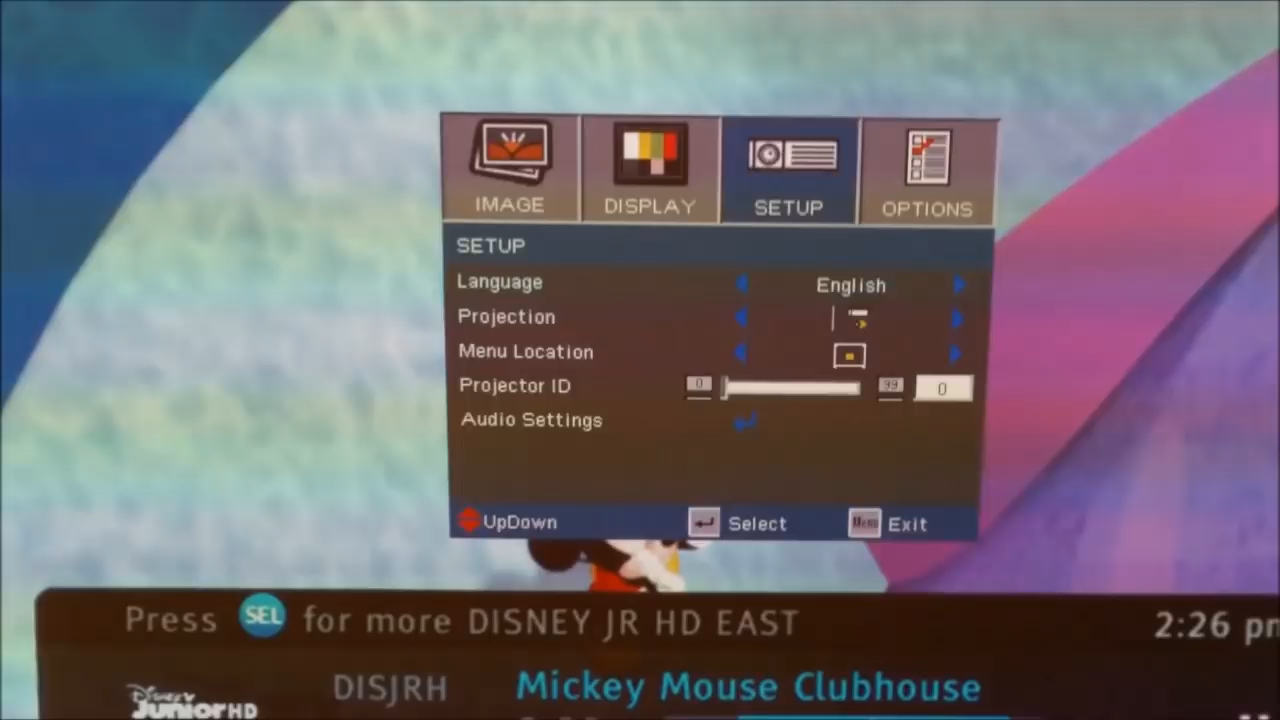 IMAGE DISPLAY SETUP OPTIONS
SETUP
Language English
Projection
Menu Location
Projector ID 0 99 0
Audio Settings
UpDown Select Menu Exit
Press SEL for more DISNEY JR HD EAST 2:26 pm
DISJRH Mickey Mouse Clubhouse
Disney Junior HD